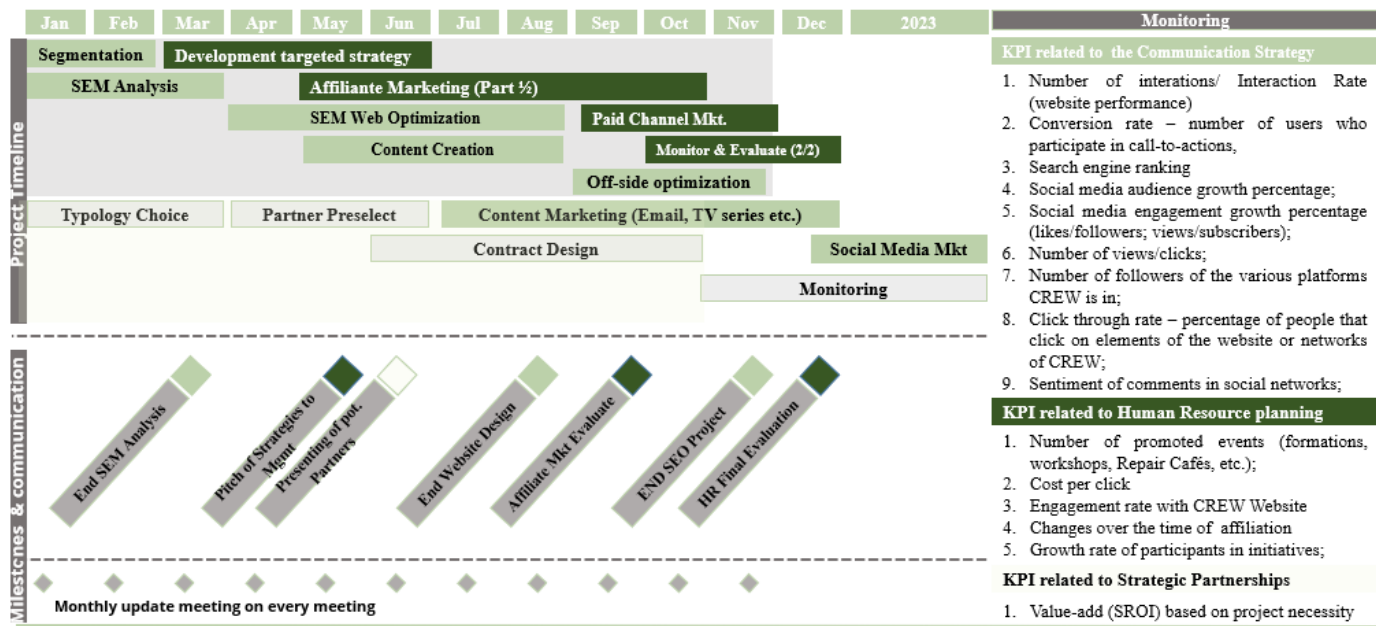 Jan Feb Mar Apr May Jun Jul Aug Sep Oct Nov Dec 2023
Project Timeline
Segmentation
Development targeted strategy
SEM Analysis
Affiliante Marketing (Part ½)
SEM Web Optimization
Paid Channel Mkt.
Content Creation
Monitor & Evaluate (2/2)
Off-side optimization
Typology Choice
Partner Preselect
Content Marketing (Email, TV series etc.)
Contract Design
Social Media Mkt
Monitoring
Milestcnes & communication
End SEM Analysis
Pitch of Strategies to
Mgmt
Presenting of pot.
Partners
End Website Design
Affiliate Mkt Evaluate
END SEO Project
HR Final Evaluation
Monthly update meeting on every meeting
Monitoring
KPI related to the Communication Strategy
1. Number of interations/ Interaction Rate
(website performance)
2. Conversion rate – number of users who
participate in call-to-actions,
3. Search engine ranking
4. Social media audience growth percentage;
5. Social media engagement growth percentage
(likes/followers; views/subscribers);
6. Number of views/clicks;
7. Number of followers of the various platforms
CREW is in;
8. Click through rate – percentage of people that
click on elements of the website or networks
of CREW;
9. Sentiment of comments in social networks;
KPI related to Human Resource planning
1. Number of promoted events (formations,
workshops, Repair Cafés, etc.);
2. Cost per click
3. Engagement rate with CREW Website
4. Changes over the time of affiliation
5. Growth rate of participants in initiatives;
KPI related to Strategic Partnerships
1. Value-add (SROI) based on project necessity